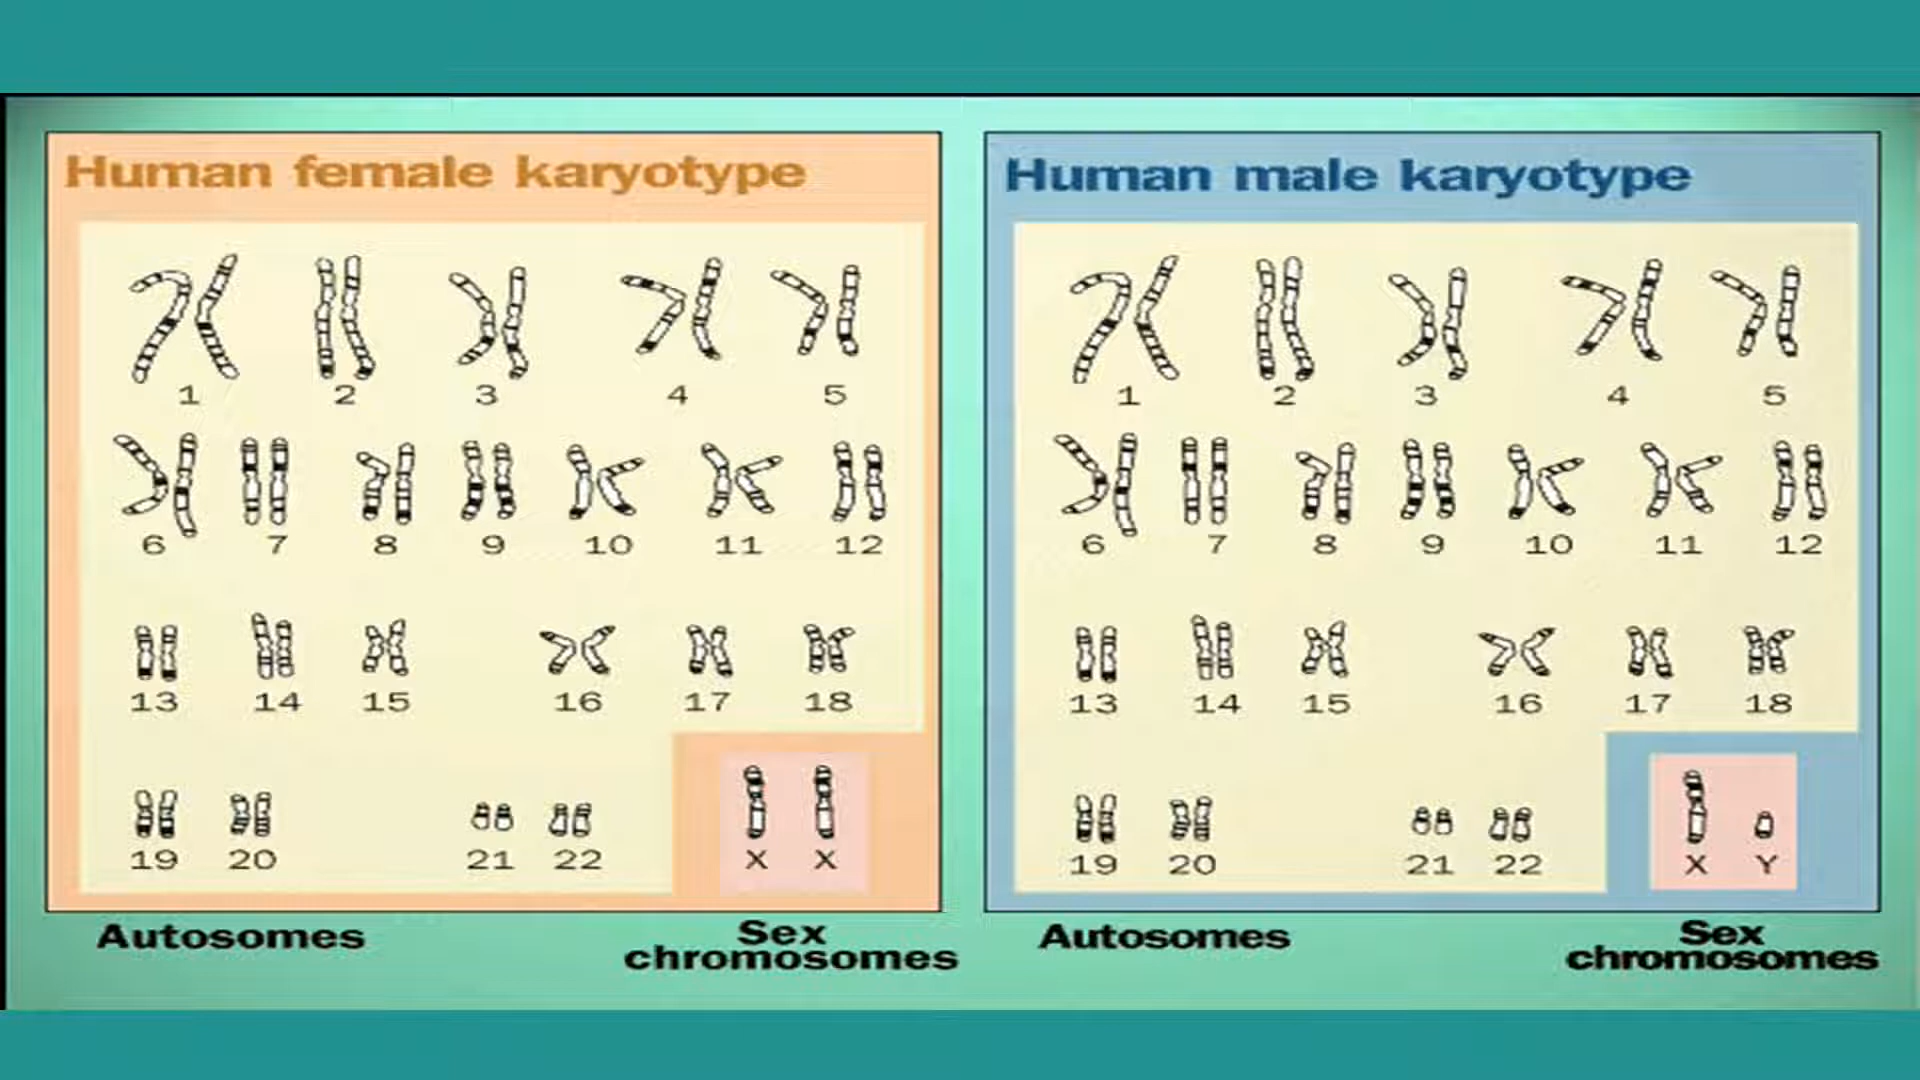 Human female karyotype
1 2 3 4 5
6 7 8 9 10 11 12
13 14 15 16 17 18
19 20 21 22 X X
Autosomes
Sex
chromosomes
Human male karyotype
1 2 3 4 5
6 7 8 9 10 11 12
13 14 15 16 17 18
19 20 21 22 X Y
Autosomes
Sex
chromosomes